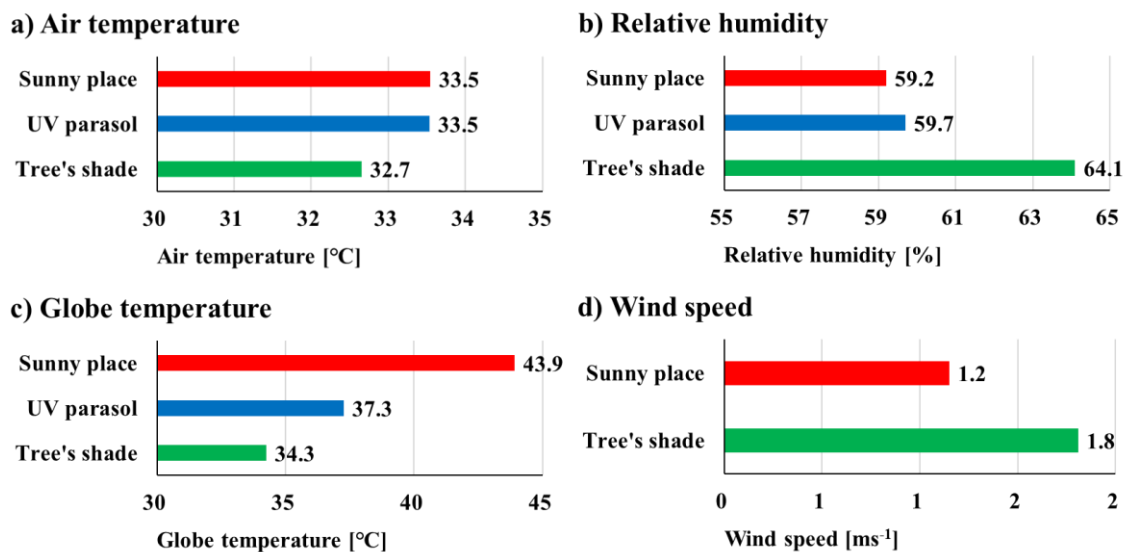 a) Air temperature
Sunny place 33.5
UV parasol 33.5
Tree's shade 32.7
30 31 32 33 34 35
Air temperature [°C]
b) Relative humidity
Sunny place 59.2
UV parasol 59.7
Tree's shade 64.1
55 57 59 61 63 65
Relative humidity [%]
c) Globe temperature
Sunny place 43.9
UV parasol 37.3
Tree's shade 34.3
30 35 40 45
Globe temperature [°C]
d) Wind speed
Sunny place 1.2
Tree's shade 1.8
0 1 1 2 2
Wind speed [ms⁻¹]